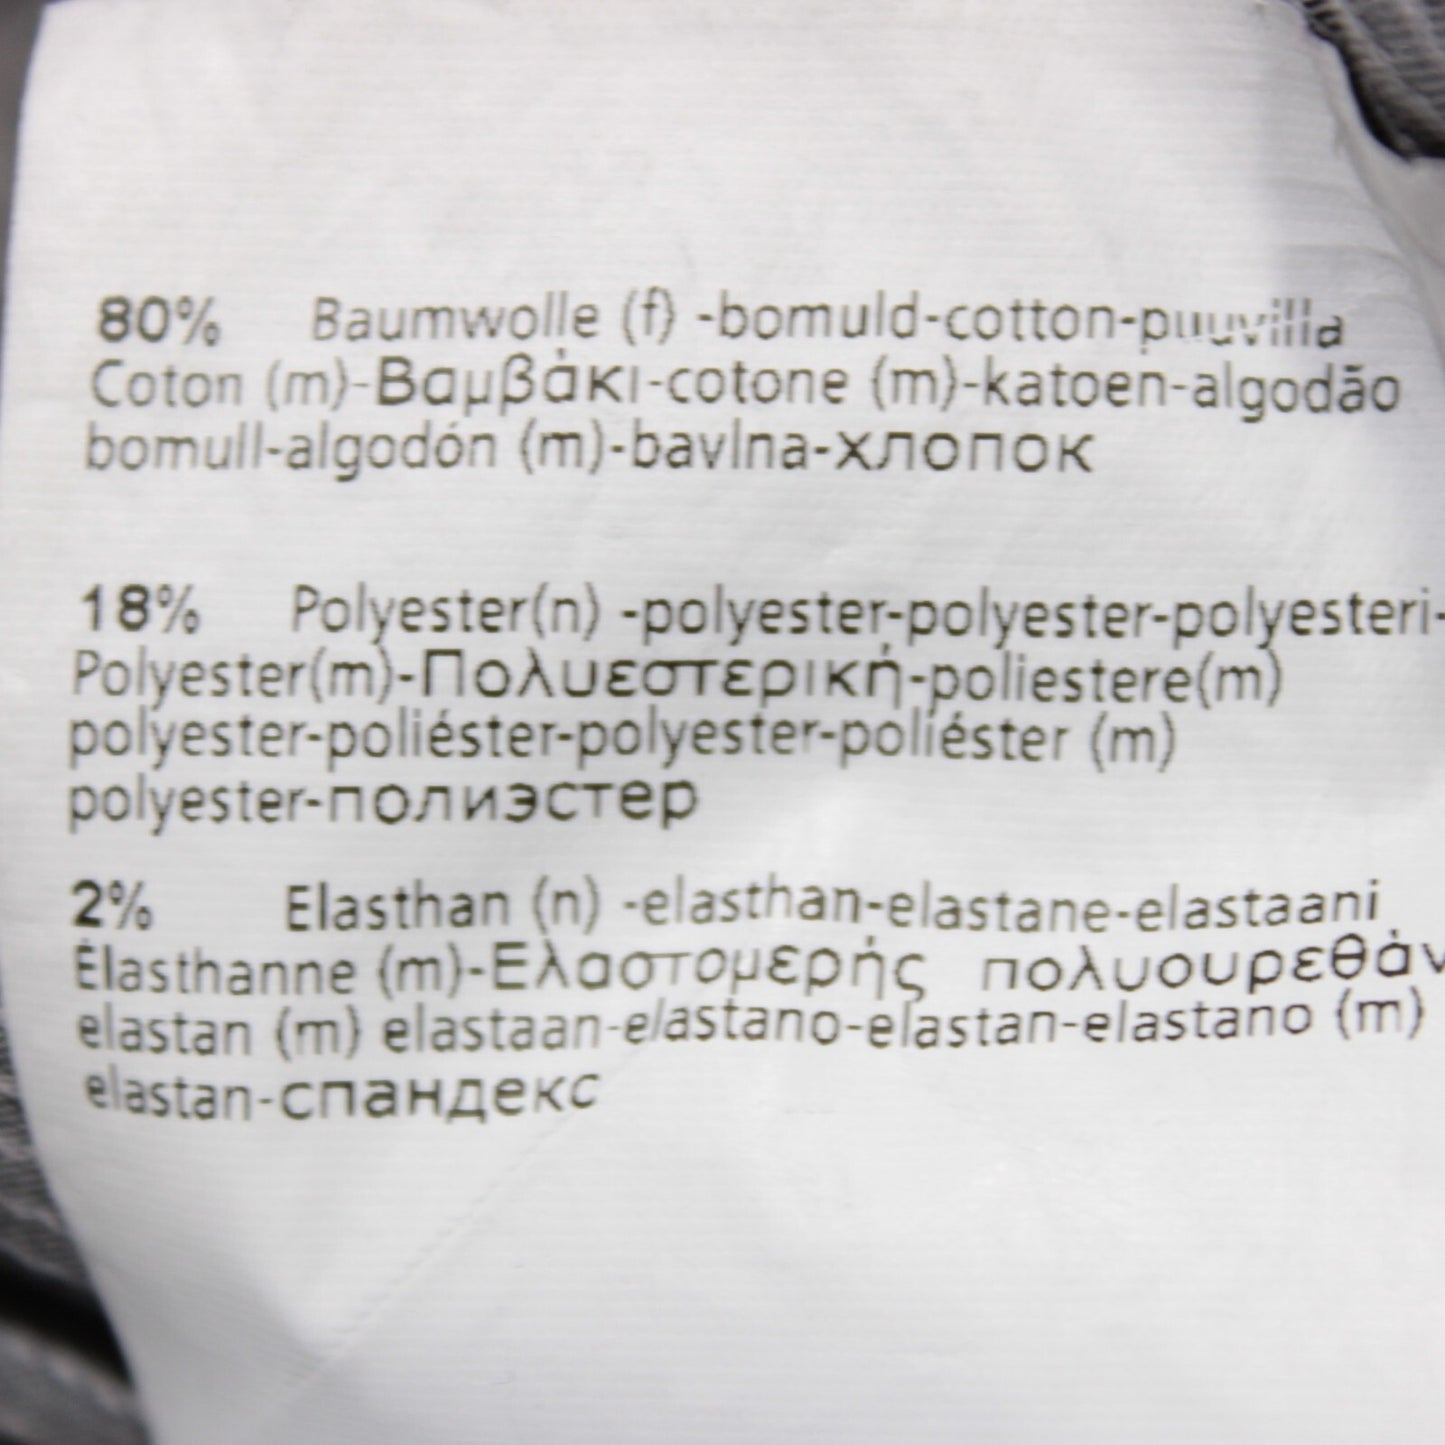 80% Baumwolle (f) -bomuld-cotton-puuvilla
Coton (m)-Βαμβάκι-cotone (m)-katoen-algodão
bomull-algodón (m)-bavlna-хлопок
18% Polyester(n) -polyester-polyester-polyesteri-
Polyester(m)-Πολυεστερική-poliestere(m)
polyester-poliéster-polyester-poliéster (m)
polyester-полиэстер
2% Elasthan (n) -elasthan-elastane-elastaani
Élasthanne (m)-Ελαστομερής πολυουρεθάν
elastan (m) elastaan-elastano-elastan-elastano (m)
elastan-спандекс